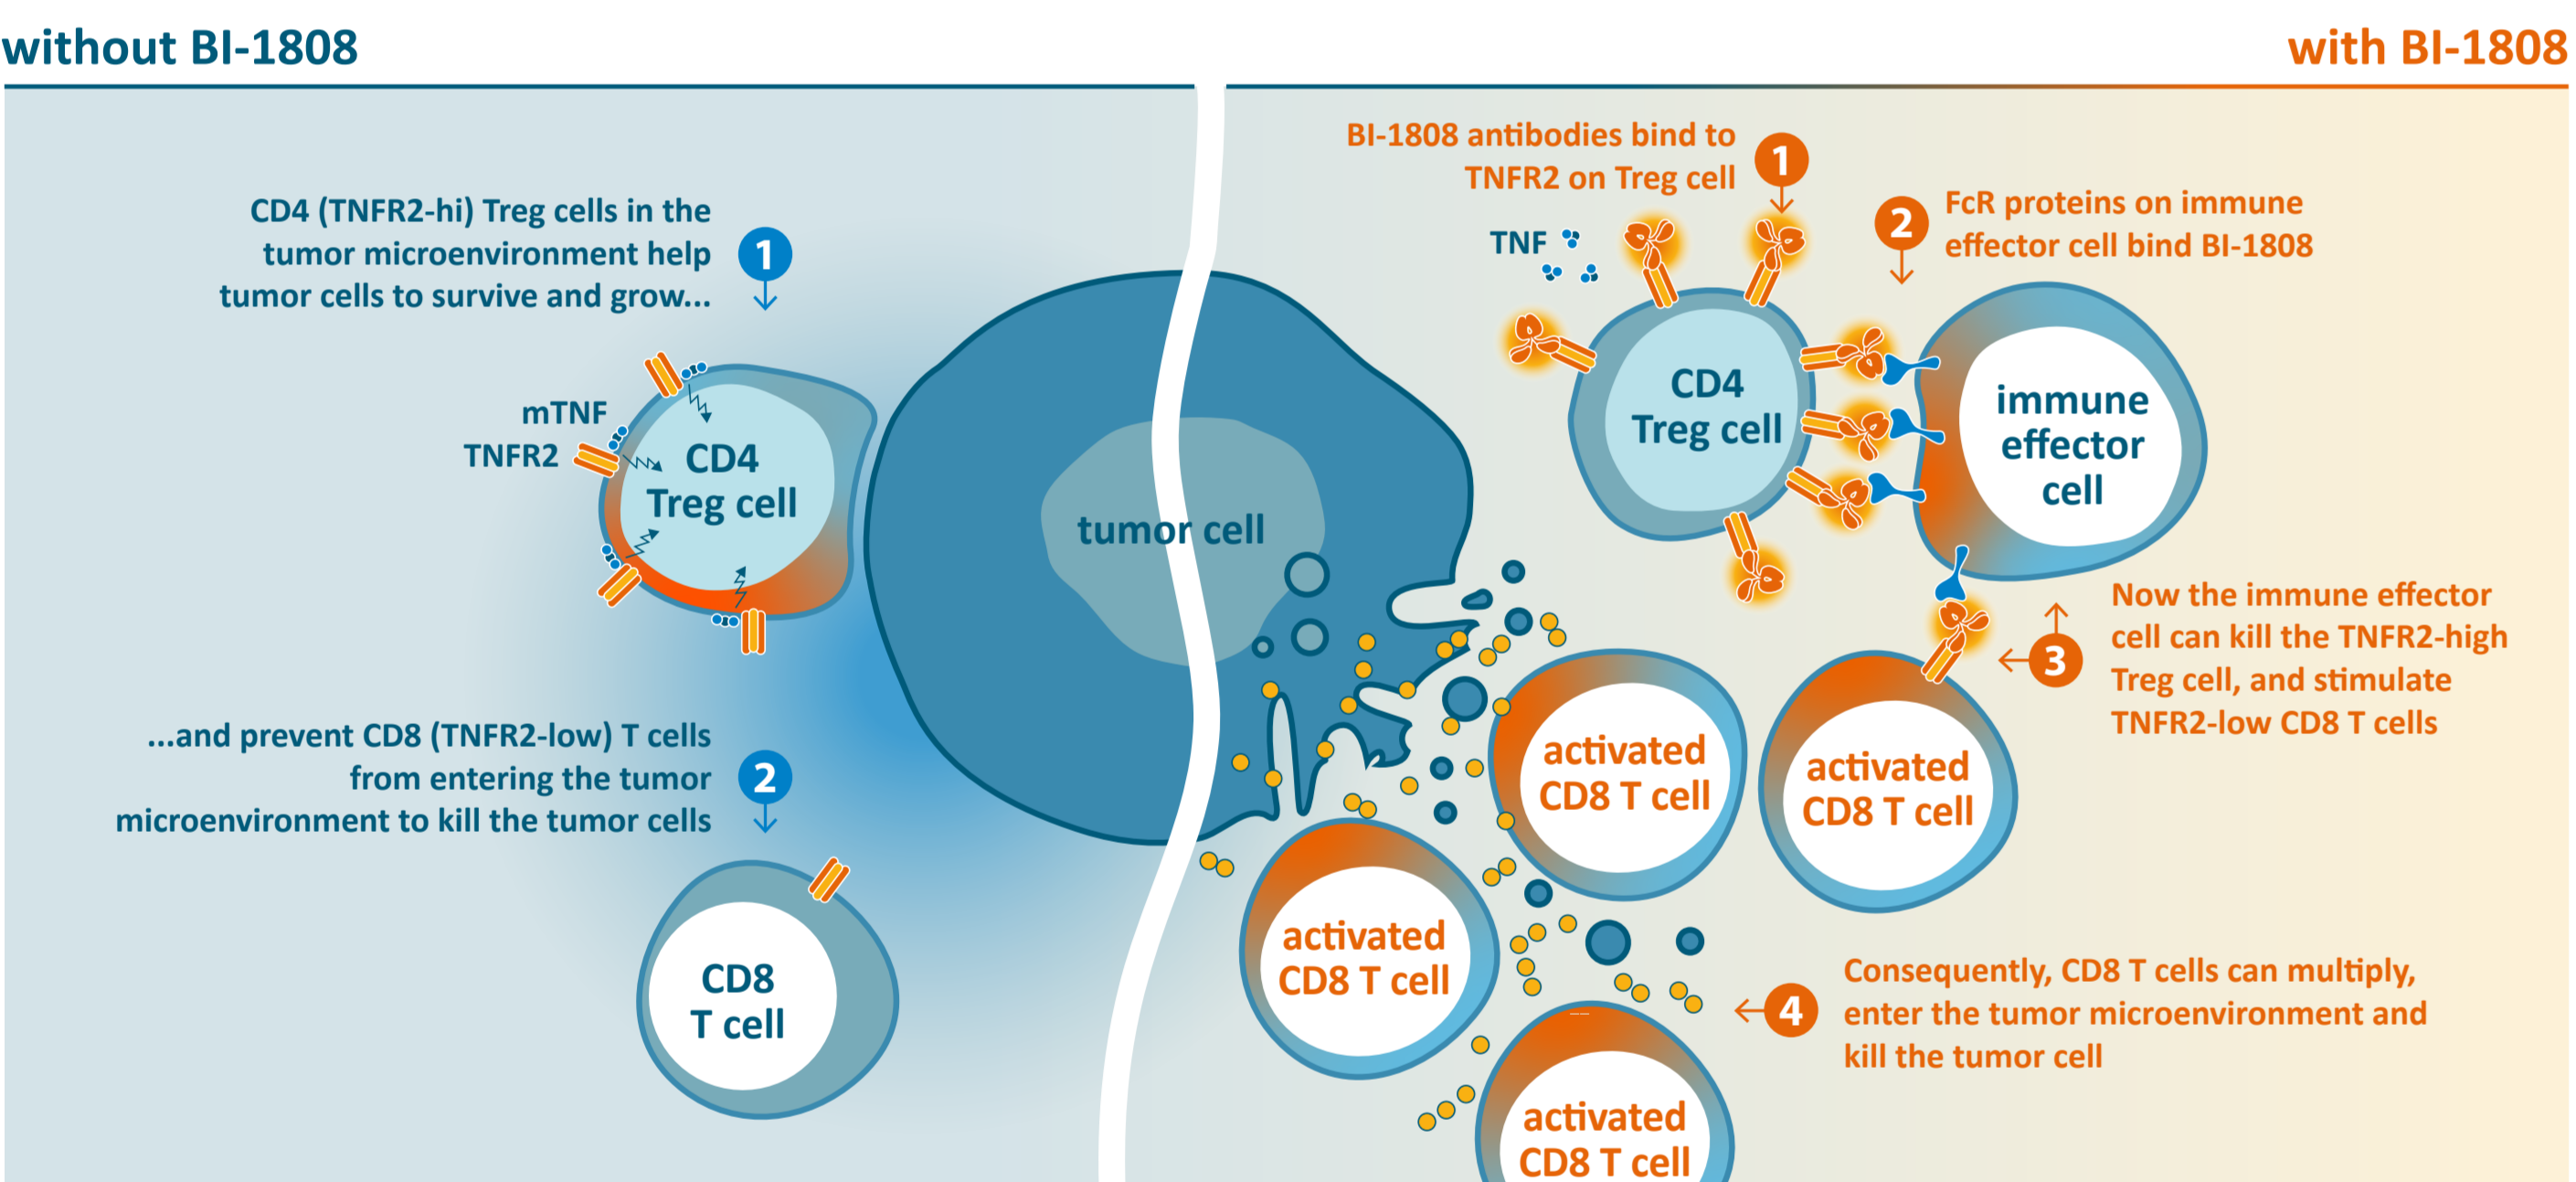 without BI-1808
with BI-1808
CD4 (TNFR2-hi) Treg cells in the
tumor microenvironment help
tumor cells to survive and grow...
1
mTNF
TNFR2
CD4
Treg cell
...and prevent CD8 (TNFR2-low) T cells
from entering the tumor
microenvironment to kill the tumor cells
2
CD8
T cell
tumor cell
BI-1808 antibodies bind to
TNFR2 on Treg cell
1
TNF
CD4
Treg cell
2
FcR proteins on immune
effector cell bind BI-1808
immune
effector
cell
3
Now the immune effector
cell can kill the TNFR2-high
Treg cell, and stimulate
TNFR2-low CD8 T cells
activated
CD8 T cell
activated
CD8 T cell
activated
CD8 T cell
4
Consequently, CD8 T cells can multiply,
enter the tumor microenvironment and
kill the tumor cell
activated
CD8 T cell